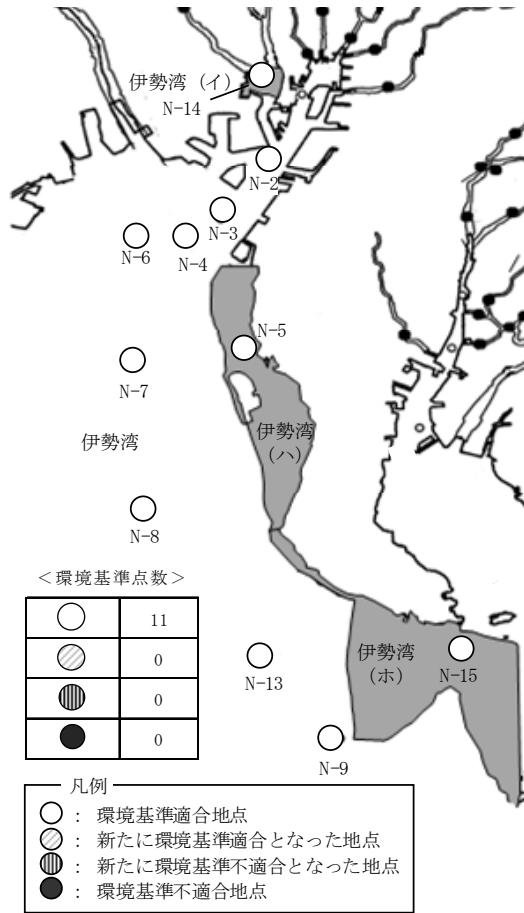 伊勢湾(イ)
N-14
N-2
N-3
N-6
N-4
N-5
N-7
伊勢湾
伊勢湾
(ハ)
N-8
<環境基準点数>
11
0
0
0
伊勢湾
(ホ)
N-15
N-13
N-9
凡例
: 環境基準適合地点
: 新たに環境基準適合となった地点
: 新たに環境基準不適合となった地点
: 環境基準不適合地点